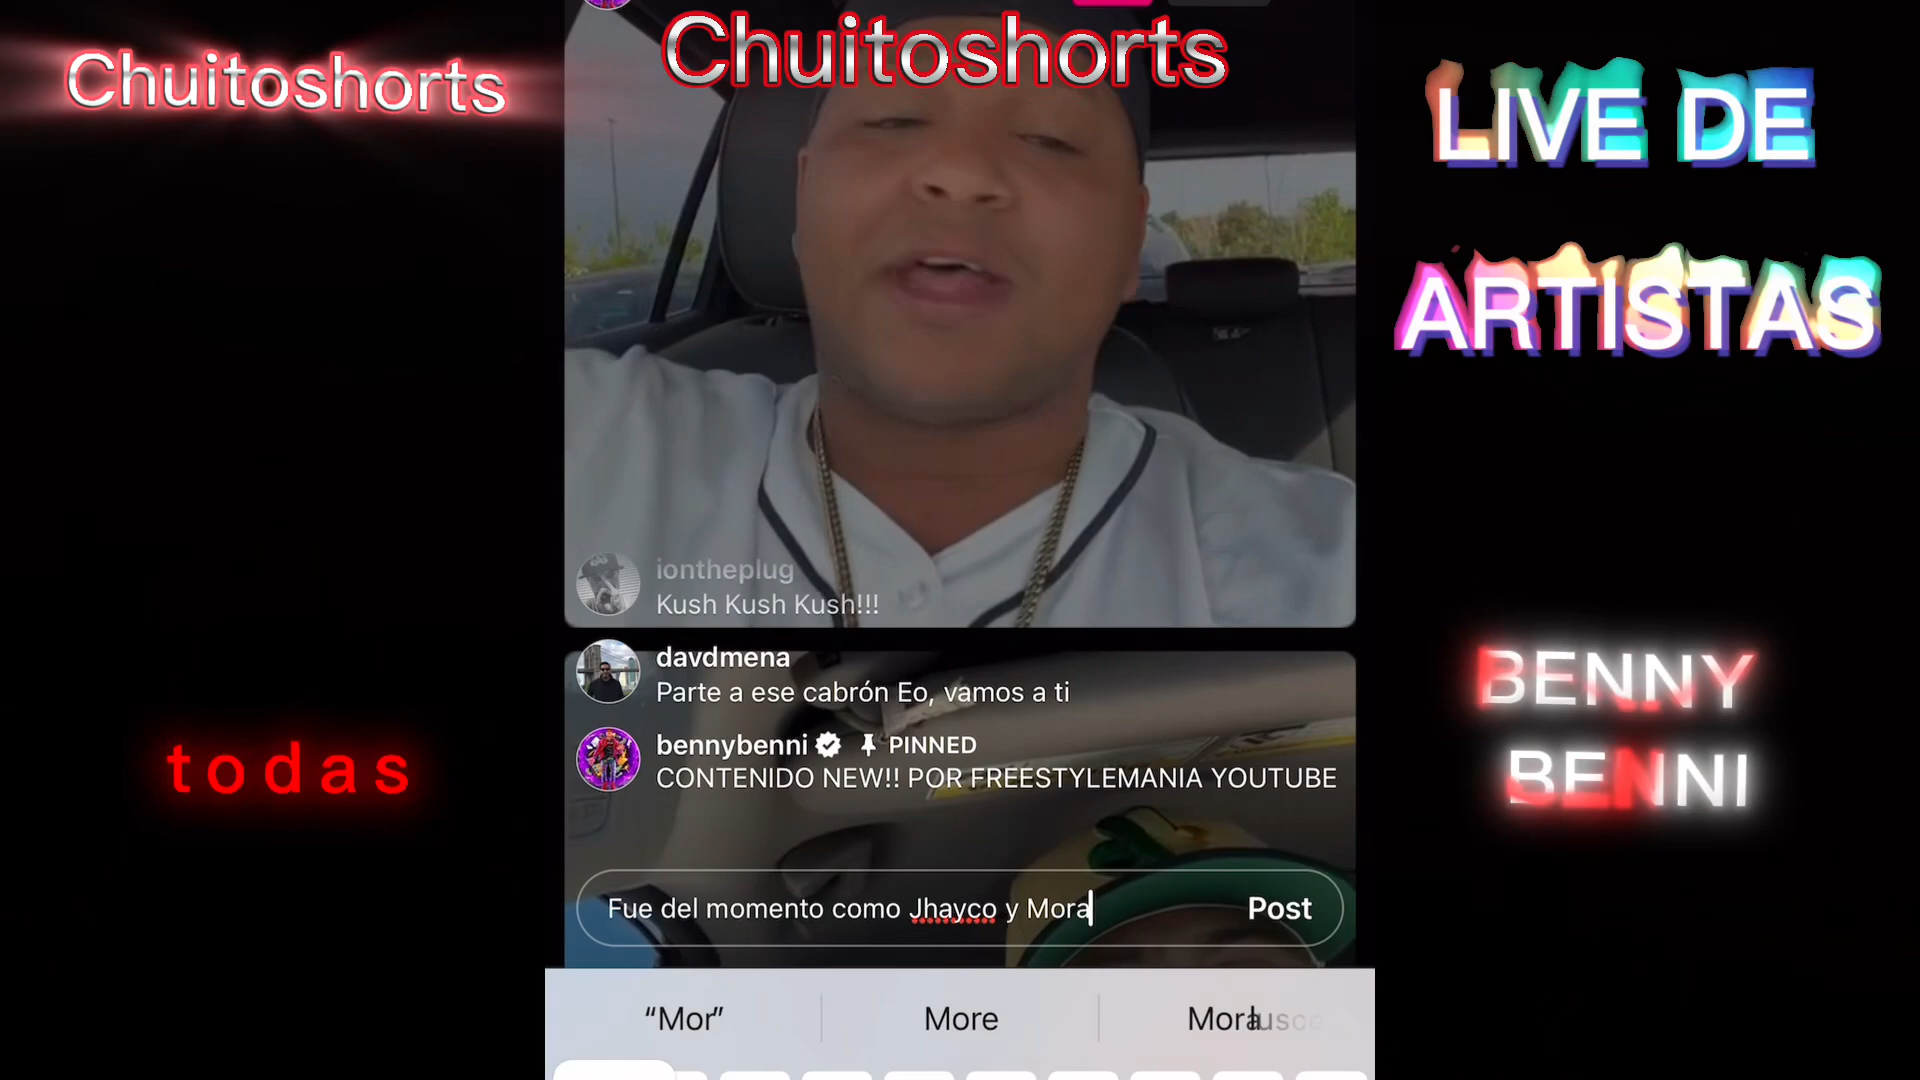 Chuitoshorts
Chuitoshorts
LIVE DE
ARTISTAS
iontheplug
Kush Kush Kush!!!
davdmena
Parte a ese cabrón Eo, vamos a ti
bennybenni PINNED
CONTENIDO NEW!! POR FREESTYLEMANIA YOUTUBE
BENNY
BENNI
todas
Fue del momento como Jhayco y Mora
Post
“Mor”
More